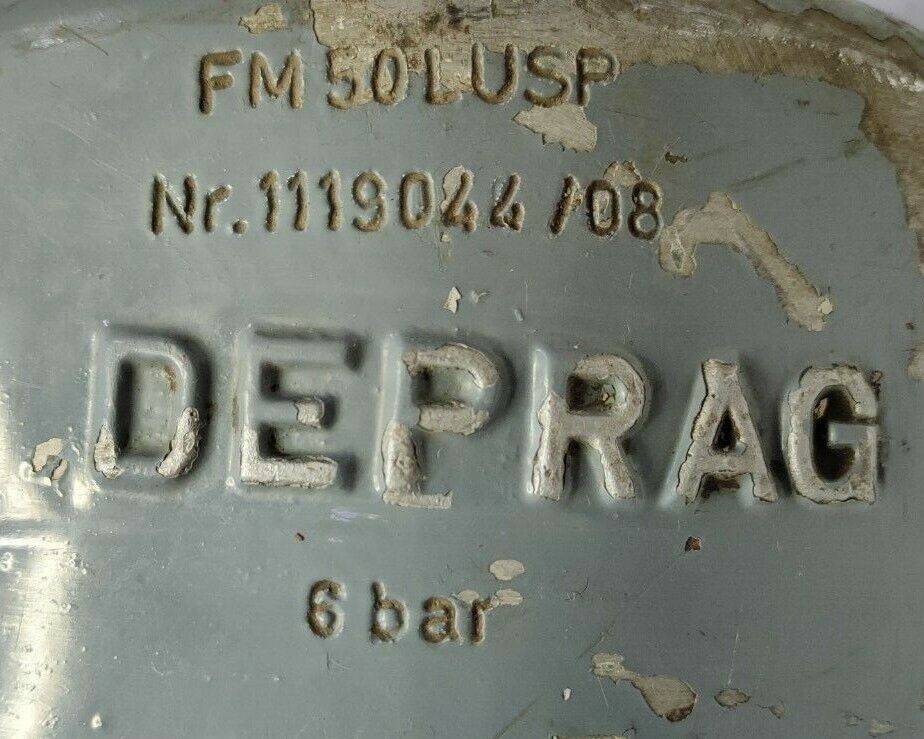 FM 50LUSP
Nr. 1119044 /08
DEPRAG
6 bar